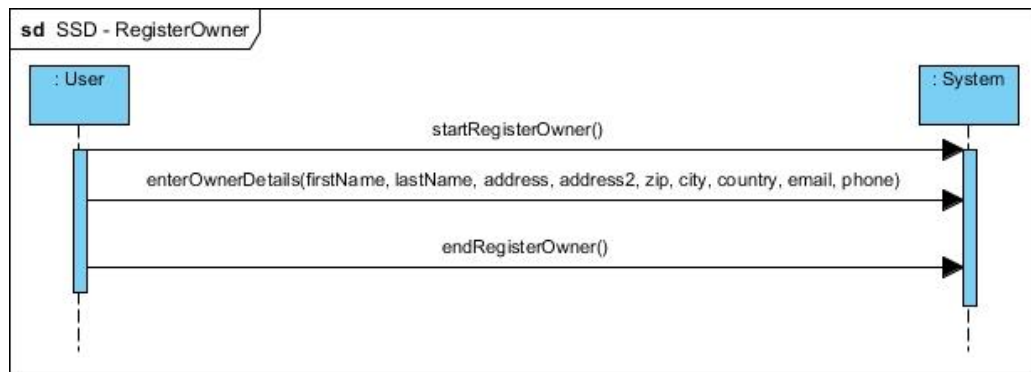 sd SSD - RegisterOwner
: User
: System
startRegisterOwner()
enterOwnerDetails(firstName, lastName, address, address2, zip, city, country, email, phone)
endRegisterOwner()